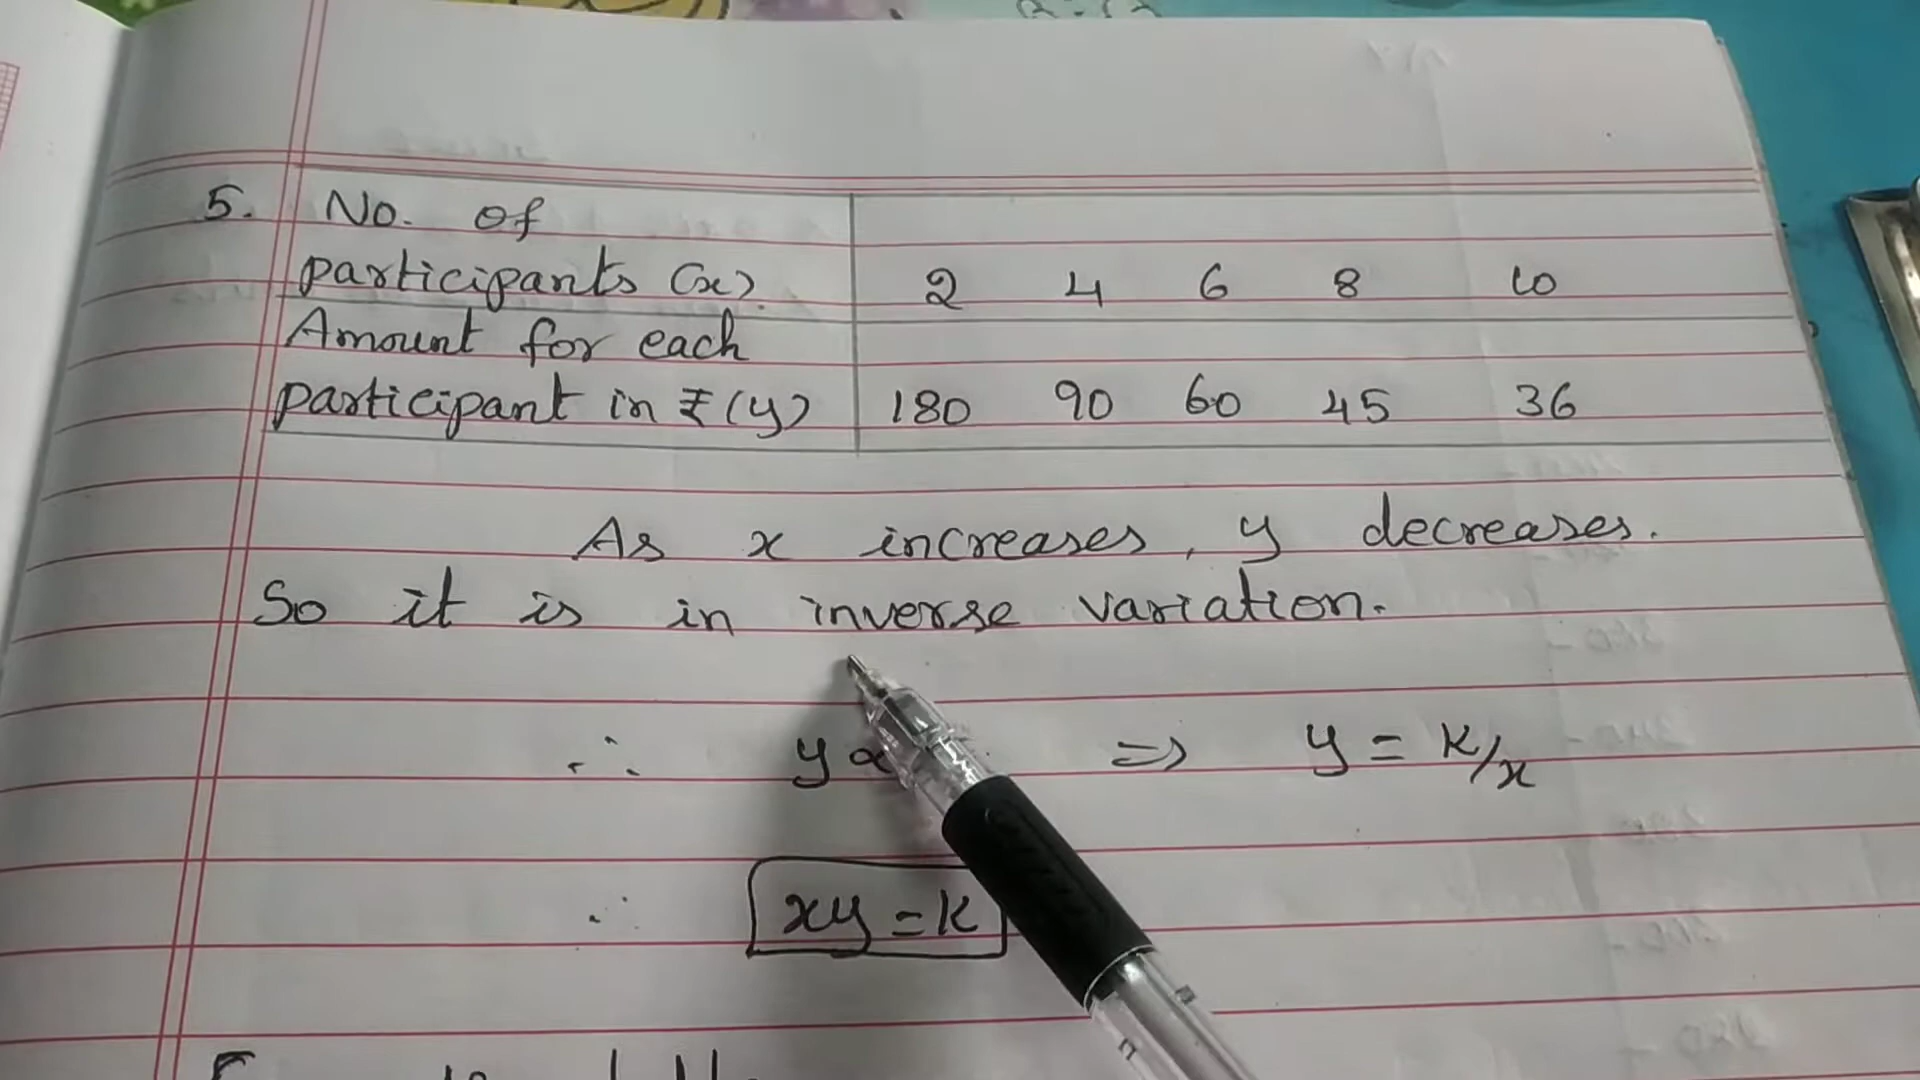 5. No. of
participants (x). 2 4 6 8 10
Amount for each
participant in ₹ (y) 180 90 60 45 36
As x increases, y decreases.
So it is in inverse variation.
∴ y ∝ ⇒ y = k/x
∴ xy = k